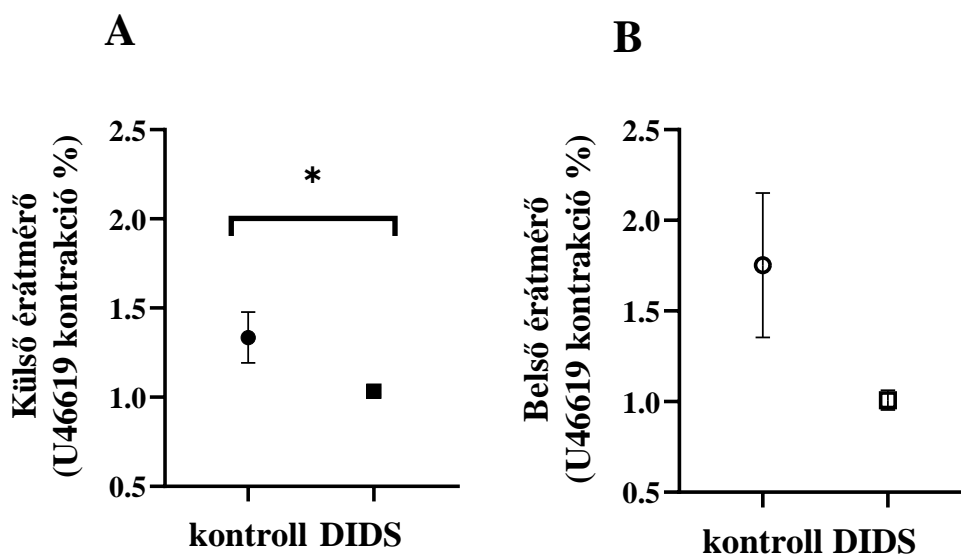 A
Külső érátmérő
(U46619 kontrakció %)
2.5
2.0
1.5
1.0
0.5
*
kontroll DIDS
B
Belső érátmérő
(U46619 kontrakció %)
2.5
2.0
1.5
1.0
0.5
kontroll DIDS